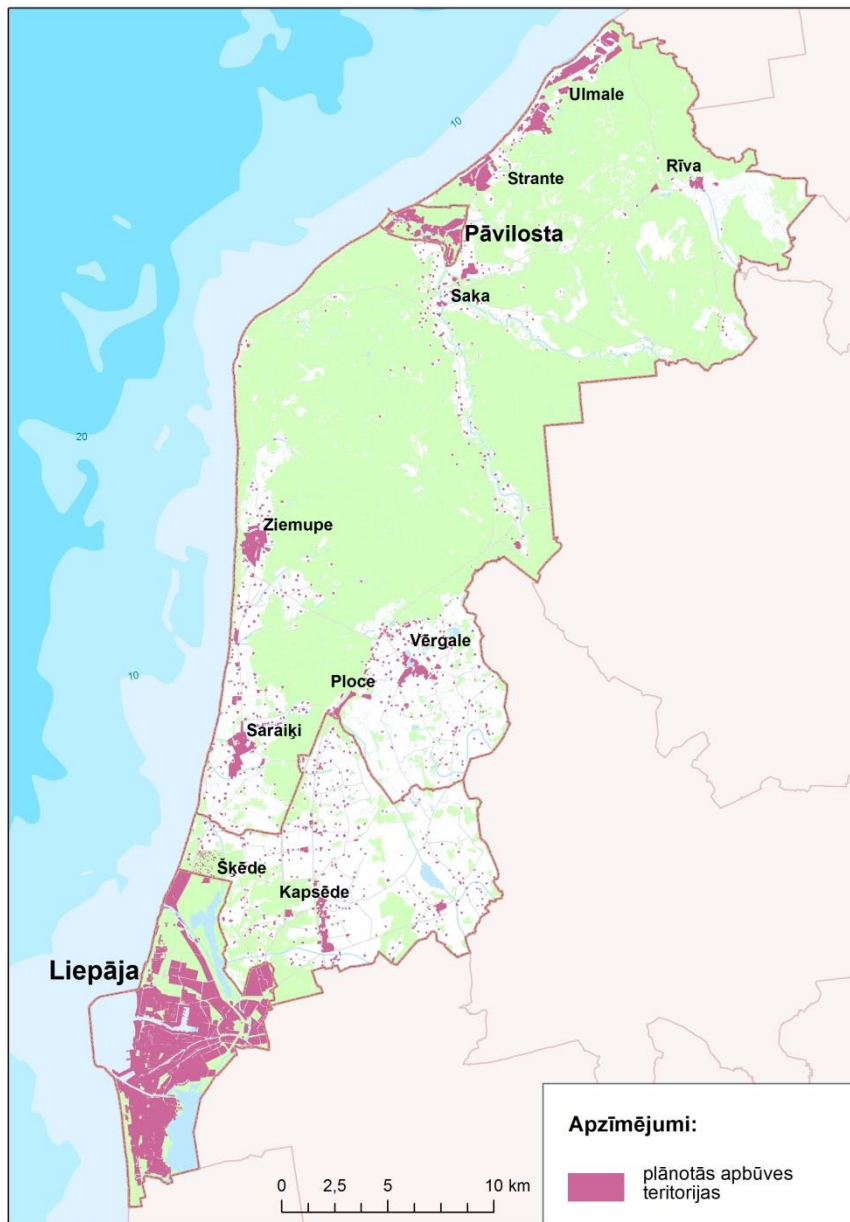 10
Ulmale
Rīva
Strante
Pāvilosta
Saka
20
Ziemupe
Vērgale
10
Ploce
Saraiķi
Šķēde
Kapsēde
Liepāja
Apzīmējumi:
plānotās apbūves
teritorijas
0 2,5 5 10 km